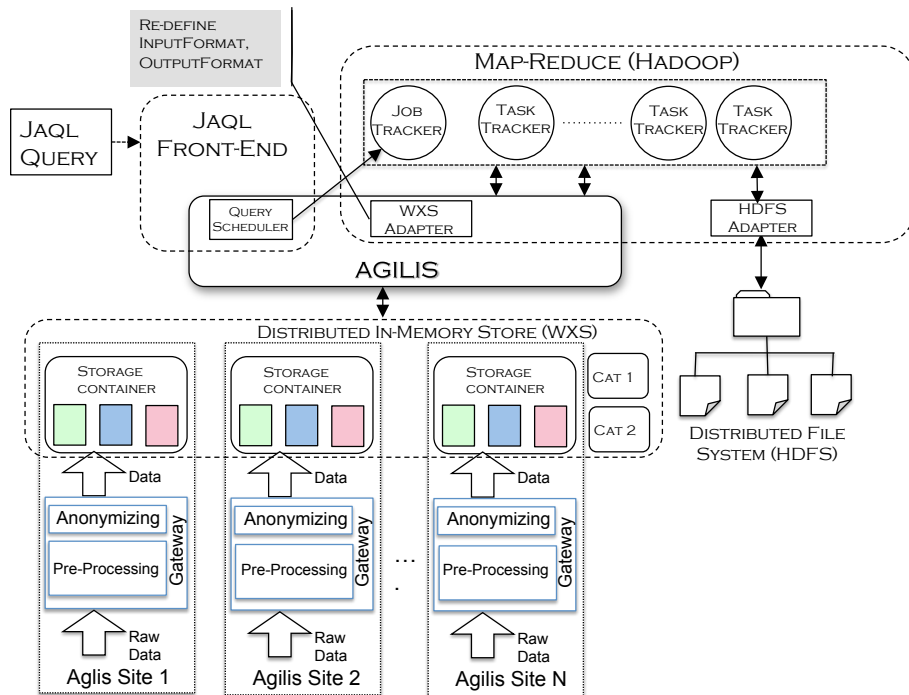 Re-define
InputFormat,
OutputFormat
Map-Reduce (Hadoop)
Job
Tracker
Task
Tracker
Task
Tracker
Task
Tracker
Jaql
Query
Jaql
Front-End
Query
Scheduler
WXS
Adapter
HDFS
Adapter
AGILIS
Distributed In-Memory Store (WXS)
Storage
container
Storage
container
Storage
container
Cat 1
Cat 2
Distributed File
System (HDFS)
Data
Data
Data
Anonymizing
Pre-Processing
Gateway
Anonymizing
Pre-Processing
Gateway
...
.
Anonymizing
Pre-Processing
Gateway
Raw
Data
Raw
Data
Raw
Data
Aglis Site 1
Agilis Site 2
Agilis Site N